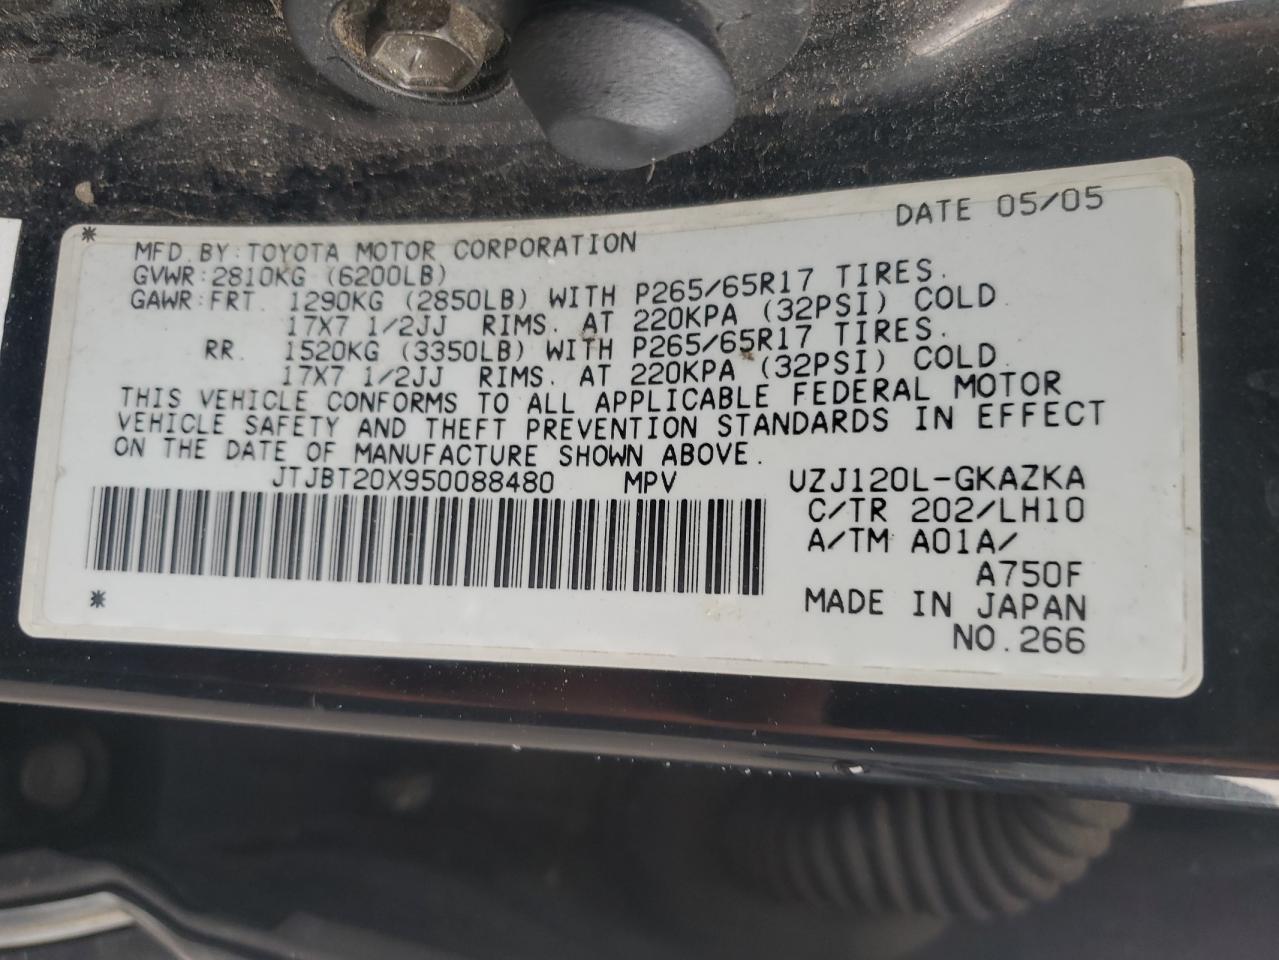 DATE 05/05
MFD. BY: TOYOTA MOTOR CORPORATION
GVWR: 2810KG (6200LB)
GAWR: FRT. 1290KG (2850LB) WITH P265/65R17 TIRES.
17X7 1/2JJ RIMS. AT 220KPA (32PSI) COLD.
RR. 1520KG (3350LB) WITH P265/65R17 TIRES.
17X7 1/2JJ RIMS. AT 220KPA (32PSI) COLD.
THIS VEHICLE CONFORMS TO ALL APPLICABLE FEDERAL MOTOR
VEHICLE SAFETY AND THEFT PREVENTION STANDARDS IN EFFECT
ON THE DATE OF MANUFACTURE SHOWN ABOVE.
JTJBT20X950088480 MPV UZJ120L-GKAZKA
C/TR 202/LH10
A/TM A01A/
A750F
MADE IN JAPAN
NO. 266